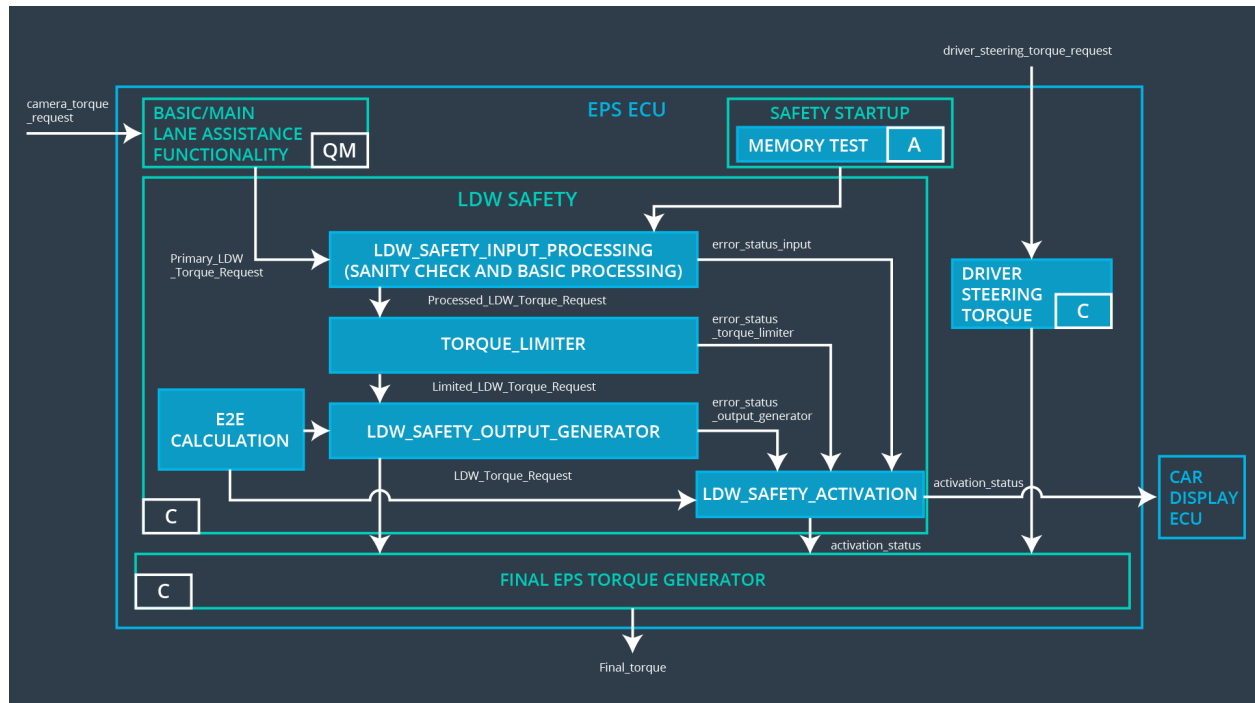 driver_steering_torque_request
camera_torque
_request
EPS ECU
BASIC/MAIN
LANE ASSISTANCE
FUNCTIONALITY
QM
SAFETY STARTUP
MEMORY TEST
A
LDW SAFETY
Primary_LDW
_Torque_Request
LDW_SAFETY_INPUT_PROCESSING
(SANITY CHECK AND BASIC PROCESSING)
error_status_input
DRIVER
STEERING
TORQUE
C
Processed_LDW_Torque_Request
TORQUE_LIMITER
error_status
_torque_limiter
Limited_LDW_Torque_Request
E2E
CALCULATION
LDW_SAFETY_OUTPUT_GENERATOR
error_status
_output_generator
LDW_Torque_Request
LDW_SAFETY_ACTIVATION
activation_status
CAR
DISPLAY
ECU
C
activation_status
FINAL EPS TORQUE GENERATOR
C
Final_torque